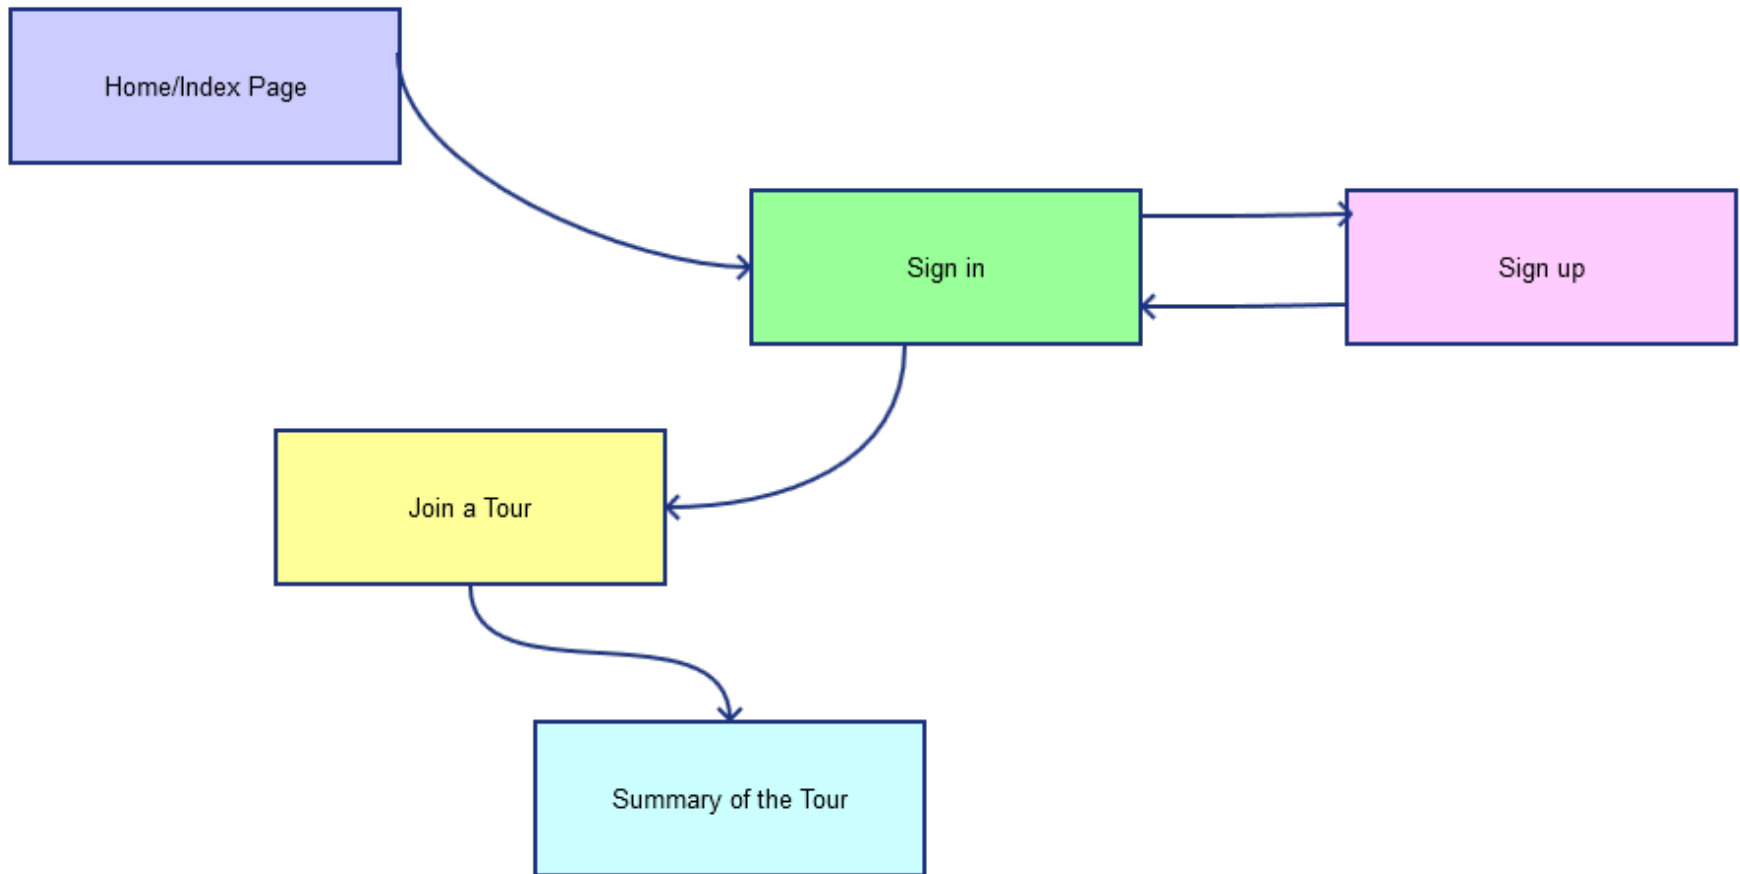 Home/Index Page
Sign in
Sign up
Join a Tour
Summary of the Tour